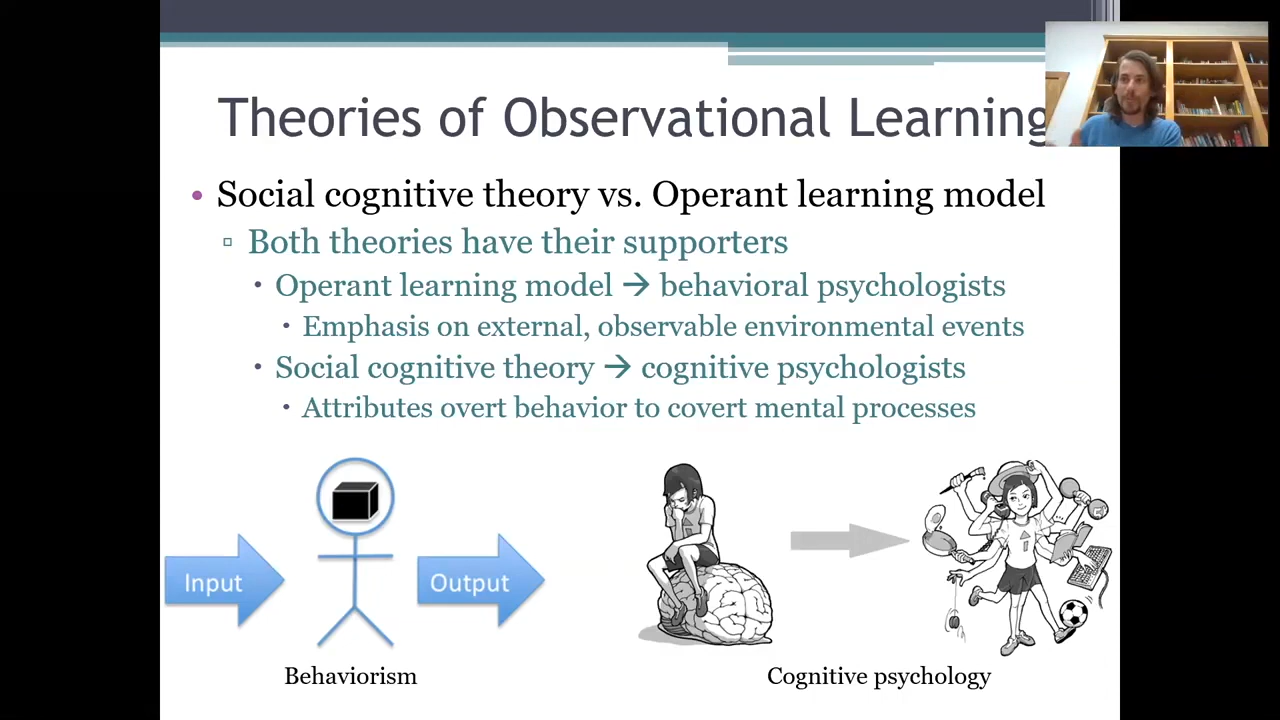 Theories of Observational Learning
• Social cognitive theory vs. Operant learning model
▫ Both theories have their supporters
• Operant learning model → behavioral psychologists
• Emphasis on external, observable environmental events
• Social cognitive theory → cognitive psychologists
• Attributes overt behavior to covert mental processes
Input
Output
Behaviorism
Cognitive psychology